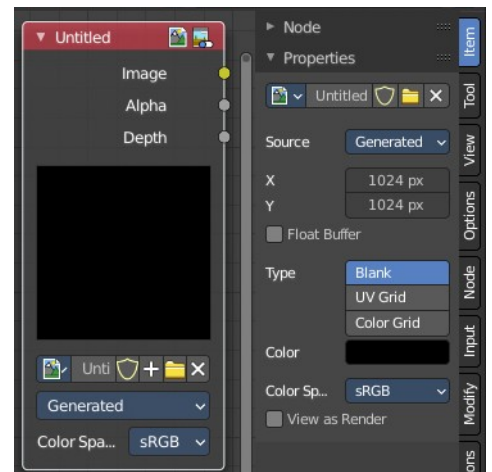 Untitled
Image
Alpha
Depth
Unti
Generated
Color Spa... sRGB
Node
Properties
Untitled
Source Generated
X 1024 px
Y 1024 px
Float Buffer
Type Blank
UV Grid
Color Grid
Color
Color Sp... sRGB
View as Render
Item
Tool
View
Options
Node
Input
Modify